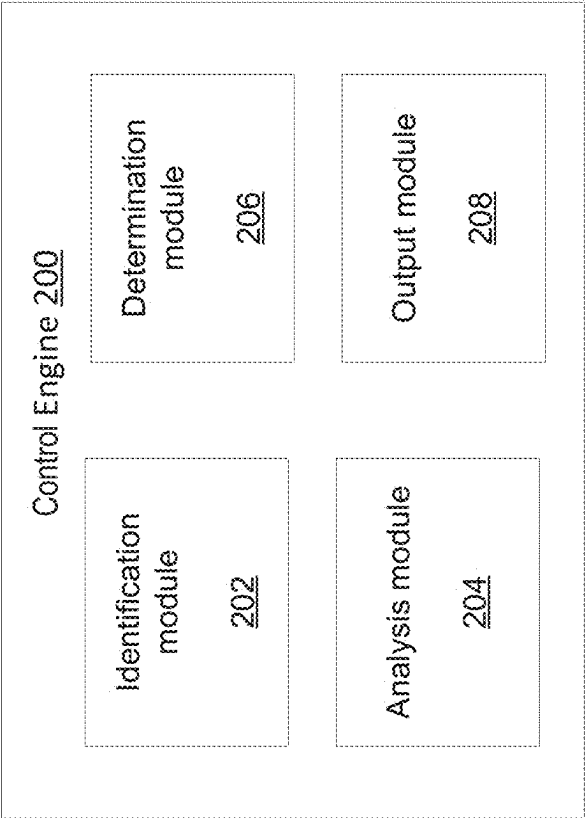 Control Engine 200
Identification
module
202
Determination
module
206
Analysis module
204
Output module
208